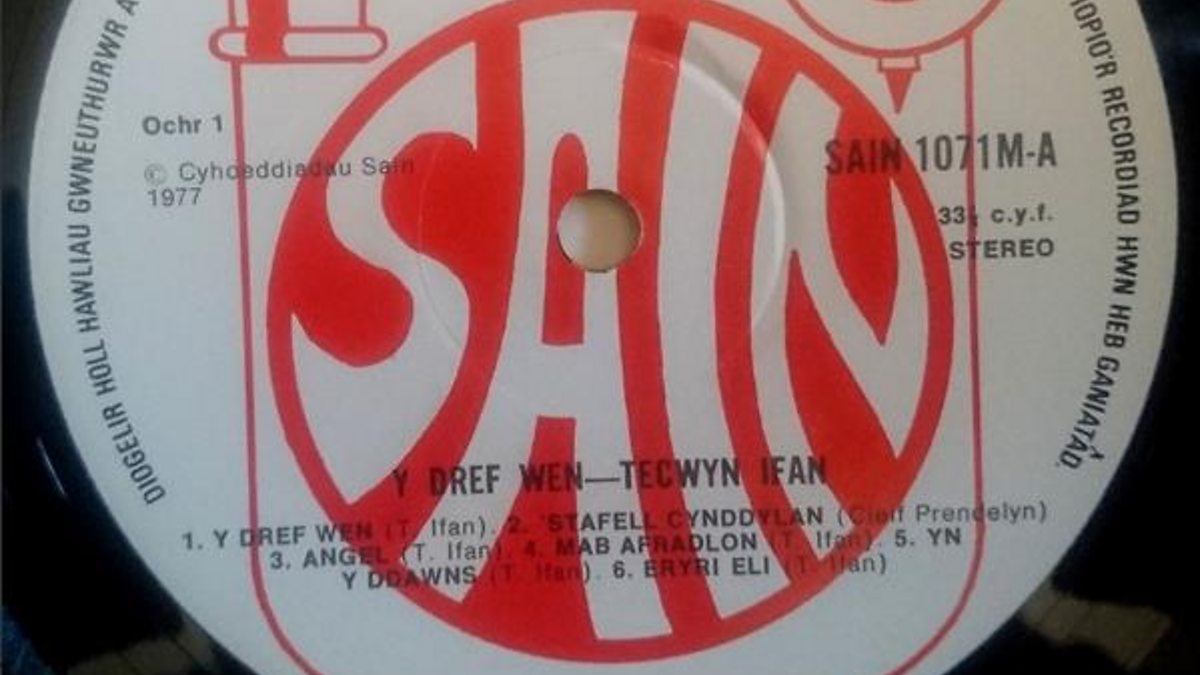 DIOGELIR HOLL HAWLIAU GWNEUTHURWR A
HOPIO'R RECORDIAD HWN HEB GANIATÂD.
Ochr 1
© Cyhoeddiadau Sain
1977
SAIN
SAIN 1071M-A
33⅓ c.y.f.
STEREO
Y DREF WEN—TECWYN IFAN
1. Y DREF WEN (T. Ifan). 2. 'STAFELL CYNDDYLAN (Cleif Prendelyn)
3. ANGEL (T. Ifan). 4. MAB AFRADLON (T. Ifan). 5. YN
Y DDAWNS (T. Ifan). 6. ERYRI ELI (T. Ifan)